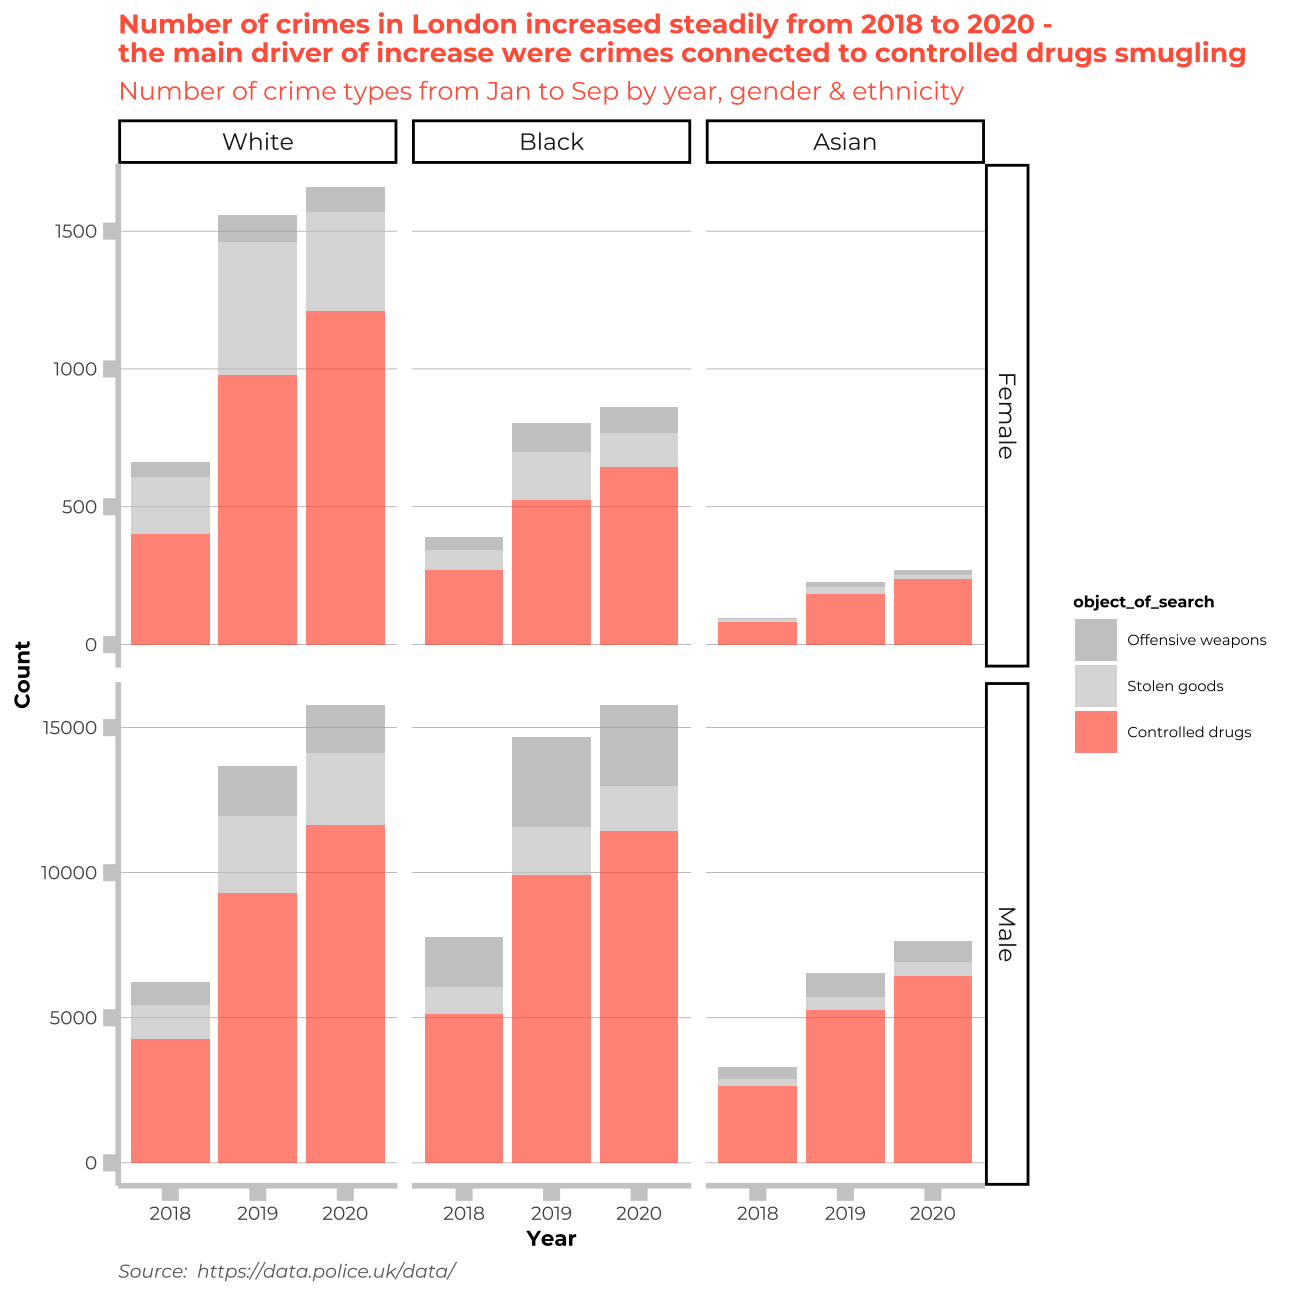 Number of crimes in London increased steadily from 2018 to 2020 -
the main driver of increase were crimes connected to controlled drugs smugling
Number of crime types from Jan to Sep by year, gender & ethnicity
White
Black
Asian
1500
1000
500
0
Female
15000
10000
5000
0
Male
Count
2018
2019
2020
2018
2019
2020
2018
2019
2020
Year
object_of_search
Offensive weapons
Stolen goods
Controlled drugs
Source: https://data.police.uk/data/